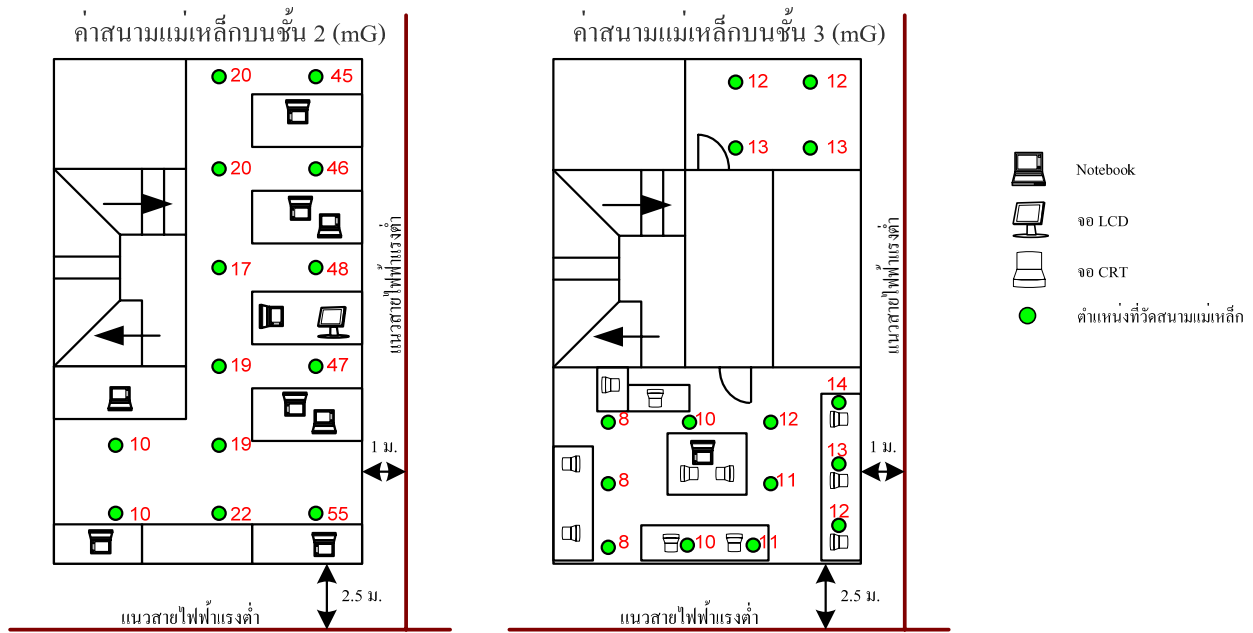 ค่าสนามแม่เหล็กบนชั้น 2 (mG)
20
45
20
46
17
48
19
47
10
19
10
22
55
แนวสายไฟฟ้าแรงต่ำ
1 ม.
2.5 ม.
แนวสายไฟฟ้าแรงต่ำ
ค่าสนามแม่เหล็กบนชั้น 3 (mG)
12
12
13
13
14
8
10
12
13
8
11
12
8
10
11
แนวสายไฟฟ้าแรงต่ำ
1 ม.
2.5 ม.
แนวสายไฟฟ้าแรงต่ำ
Notebook
จอ LCD
จอ CRT
ตำแหน่งที่วัดสนามแม่เหล็ก